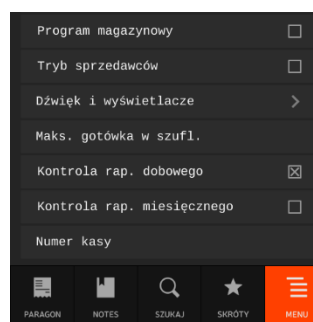 Program magazynowy
Tryb sprzedawców
Dźwięk i wyświetlacze
Maks. gotówka w szufl.
Kontrola rap. dobowego
Kontrola rap. miesięcznego
Numer kasy
PARAGON NOTES SZUKAJ SKRÓTY MENU